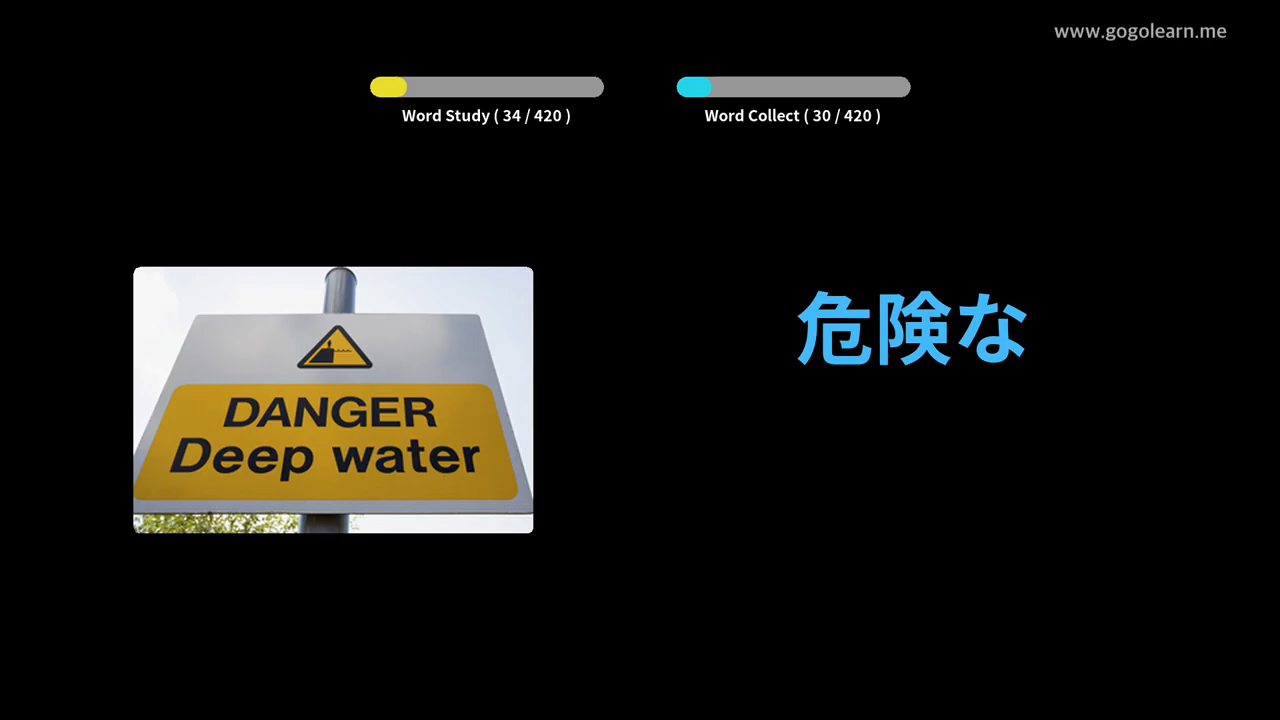 www.gogolearn.me
Word Study ( 34 / 420 )
Word Collect ( 30 / 420 )
DANGER
Deep water
危険な